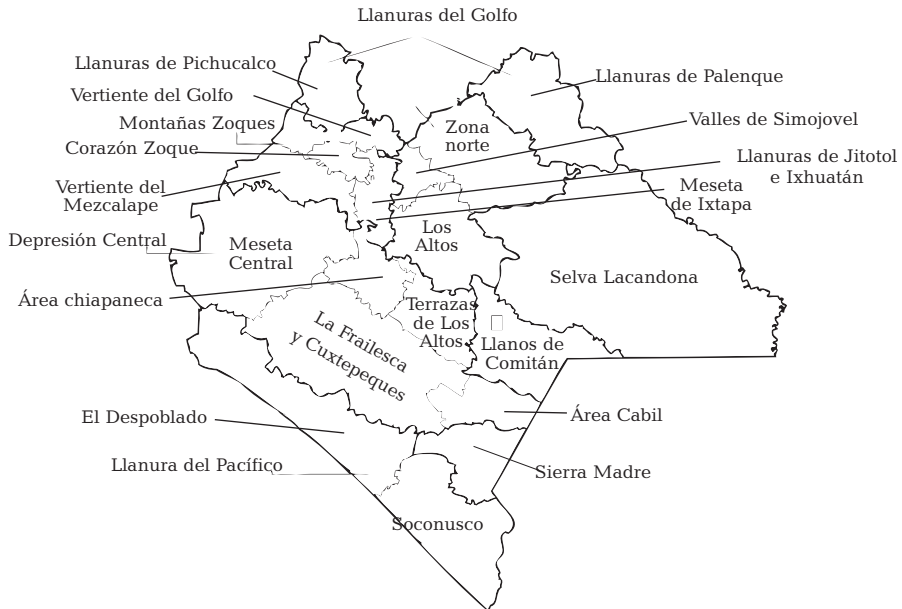 Llanuras del Golfo
Llanuras de Pichucalco
Llanuras de Palenque
Vertiente del Golfo
Montañas Zoques
Valles de Simojovel
Zona
norte
Corazón Zoque
Llanuras de Jitotol
e Ixhuatán
Vertiente del
Mezcalape
Meseta
de Ixtapa
Depresión Central
Meseta
Central
Los
Altos
Selva Lacandona
Área chiapaneca
Terrazas
de Los
Altos
La Frailesca
y Cuxtepeques
Llanos de
Comitán
El Despoblado
Área Cabil
Llanura del Pacífico
Sierra Madre
Soconusco